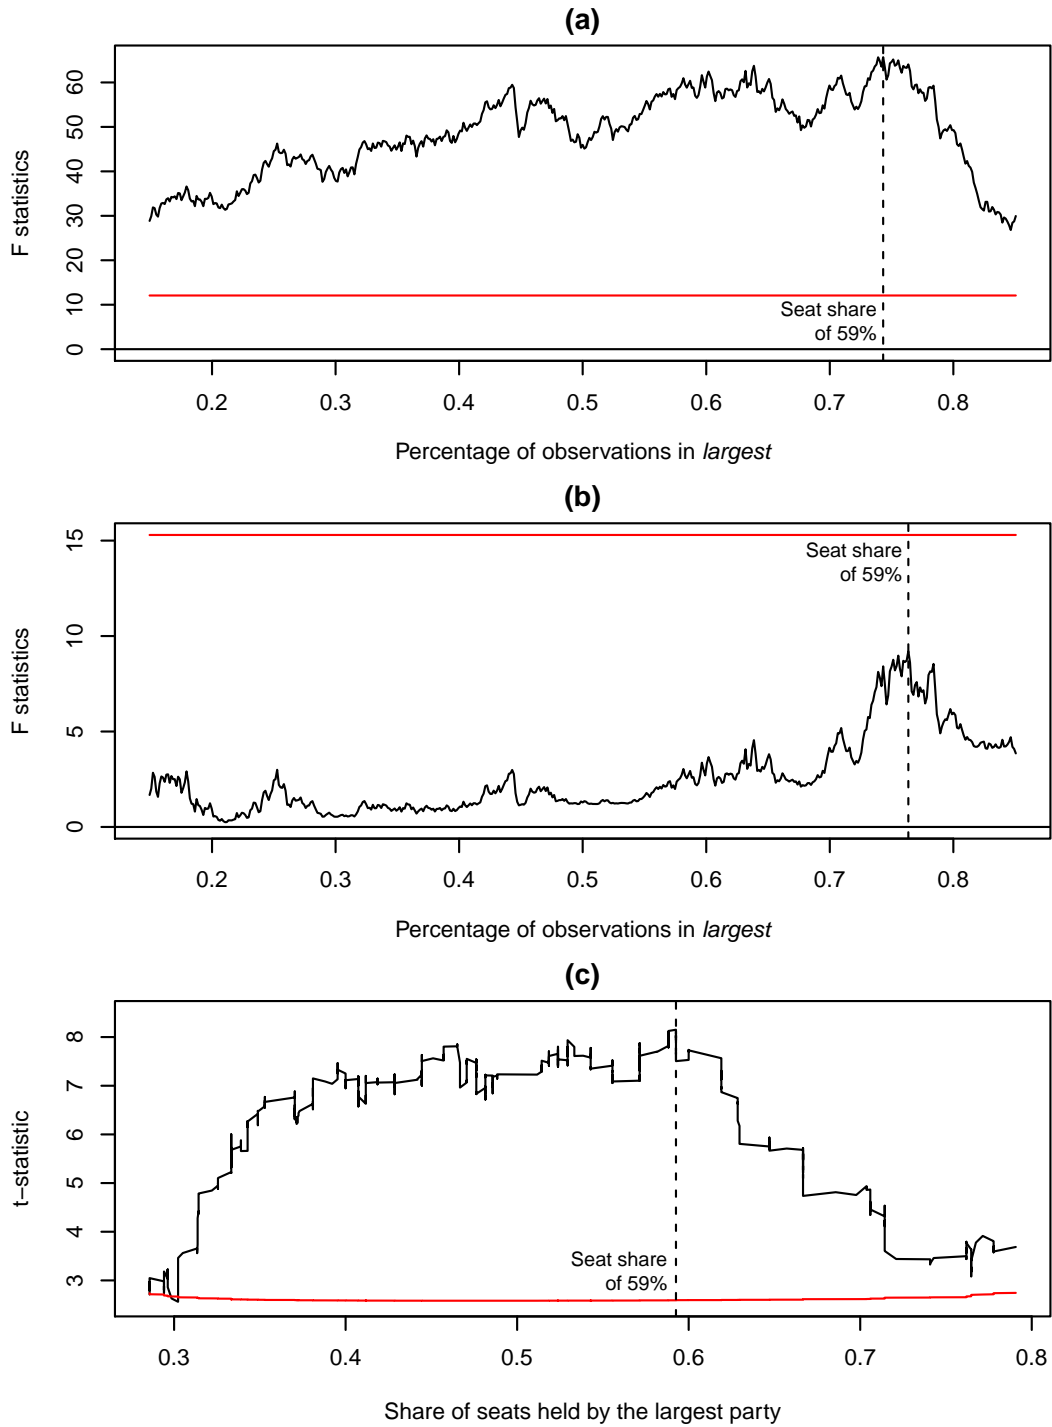 (a)
F statistics
60
50
40
30
20
10
0
Seat share
of 59%
0.2 0.3 0.4 0.5 0.6 0.7 0.8
Percentage of observations in largest
(b)
F statistics
15
10
5
0
Seat share
of 59%
0.2 0.3 0.4 0.5 0.6 0.7 0.8
Percentage of observations in largest
(c)
t−statistic
8
7
6
5
4
3
Seat share
of 59%
0.3 0.4 0.5 0.6 0.7 0.8
Share of seats held by the largest party